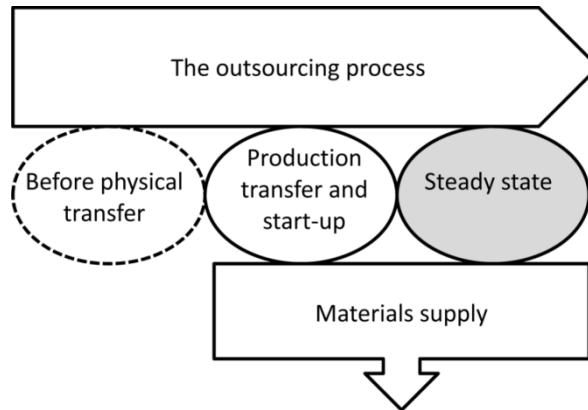 The outsourcing process
Before physical
transfer
Production
transfer and
start-up
Steady state
Materials supply